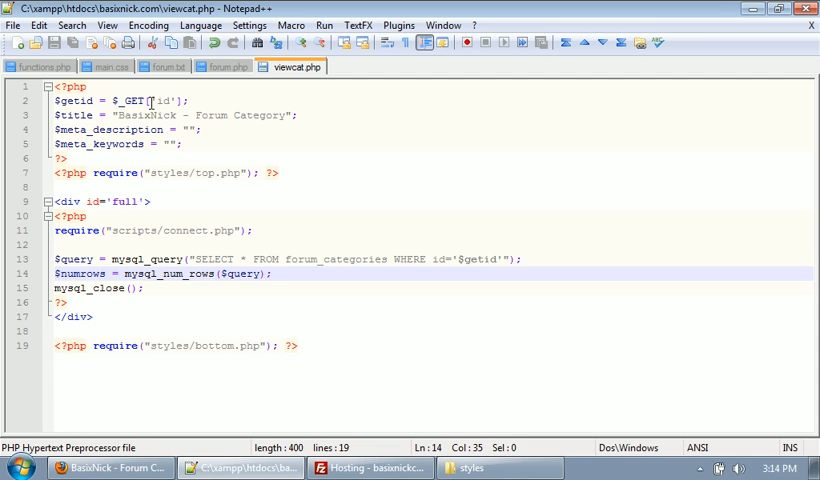 C:\xampp\htdocs\basixnick.com\viewcat.php - Notepad++
File Edit Search View Encoding Language Settings Macro Run TextFX Plugins Window ? X
functions.php main.css forum.txt forum.php viewcat.php
1 <?php
2 $getid = $_GET['id'];
3 $title = "BasixNick - Forum Category";
4 $meta_description = "";
5 $meta_keywords = "";
6 ?>
7 <?php require("styles/top.php"); ?>
8
9 <div id='full'>
10 <?php
11 require("scripts/connect.php");
12
13 $query = mysql_query("SELECT * FROM forum_categories WHERE id='$getid'");
14 $numrows = mysql_num_rows($query);
15 mysql_close();
16 ?>
17 </div>
18
19 <?php require("styles/bottom.php"); ?>
PHP Hypertext Preprocessor file length : 400 lines : 19 Ln : 14 Col : 35 Sel : 0 Dos\Windows ANSI INS
BasixNick - Forum C... C:\xampp\htdocs\ba... Hosting - basixnickc... styles 3:14 PM